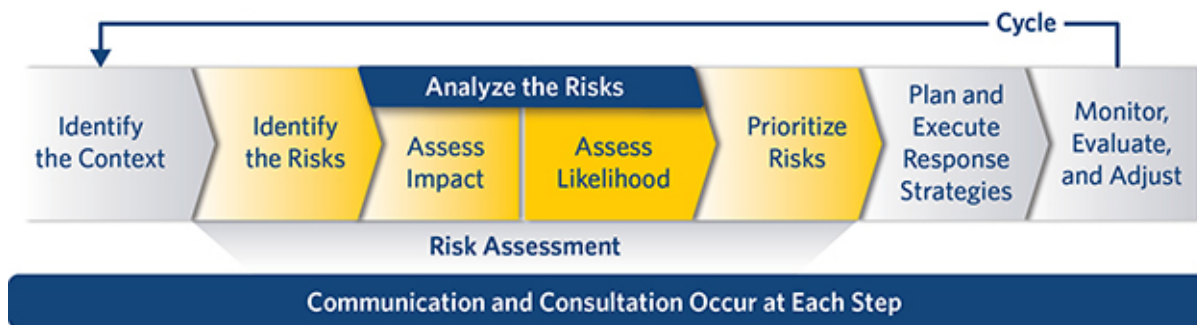 Cycle
Identify
the Context
Identify
the Risks
Analyze the Risks
Assess
Impact
Assess
Likelihood
Prioritize
Risks
Plan and
Execute
Response
Strategies
Monitor,
Evaluate,
and Adjust
Risk Assessment
Communication and Consultation Occur at Each Step